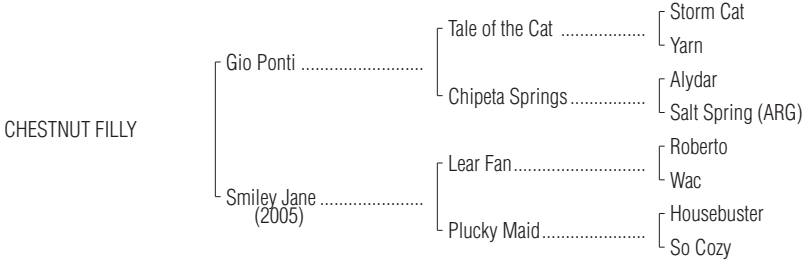 Storm Cat
Tale of the Cat ..................
Yarn
Gio Ponti ..........................
Alydar
Chipeta Springs................
Salt Spring (ARG)
CHESTNUT FILLY
Roberto
Lear Fan............................
Wac
Smiley Jane ......................
(2005)
Housebuster
Plucky Maid......................
So Cozy